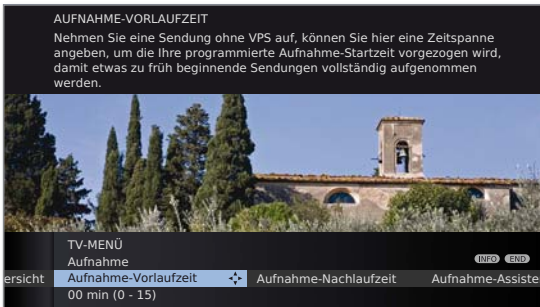 AUFNAHME-VORLAUFZEIT
Nehmen Sie eine Sendung ohne VPS auf, können Sie hier eine Zeitspanne
angeben, um die Ihre programmierte Aufnahme-Startzeit vorgezogen wird,
damit etwas zu früh beginnende Sendungen vollständig aufgenommen
werden.
TV-MENÜ
Aufnahme INFO END
ersicht Aufnahme-Vorlaufzeit Aufnahme-Nachlaufzeit Aufnahme-Assiste
00 min (0 - 15)